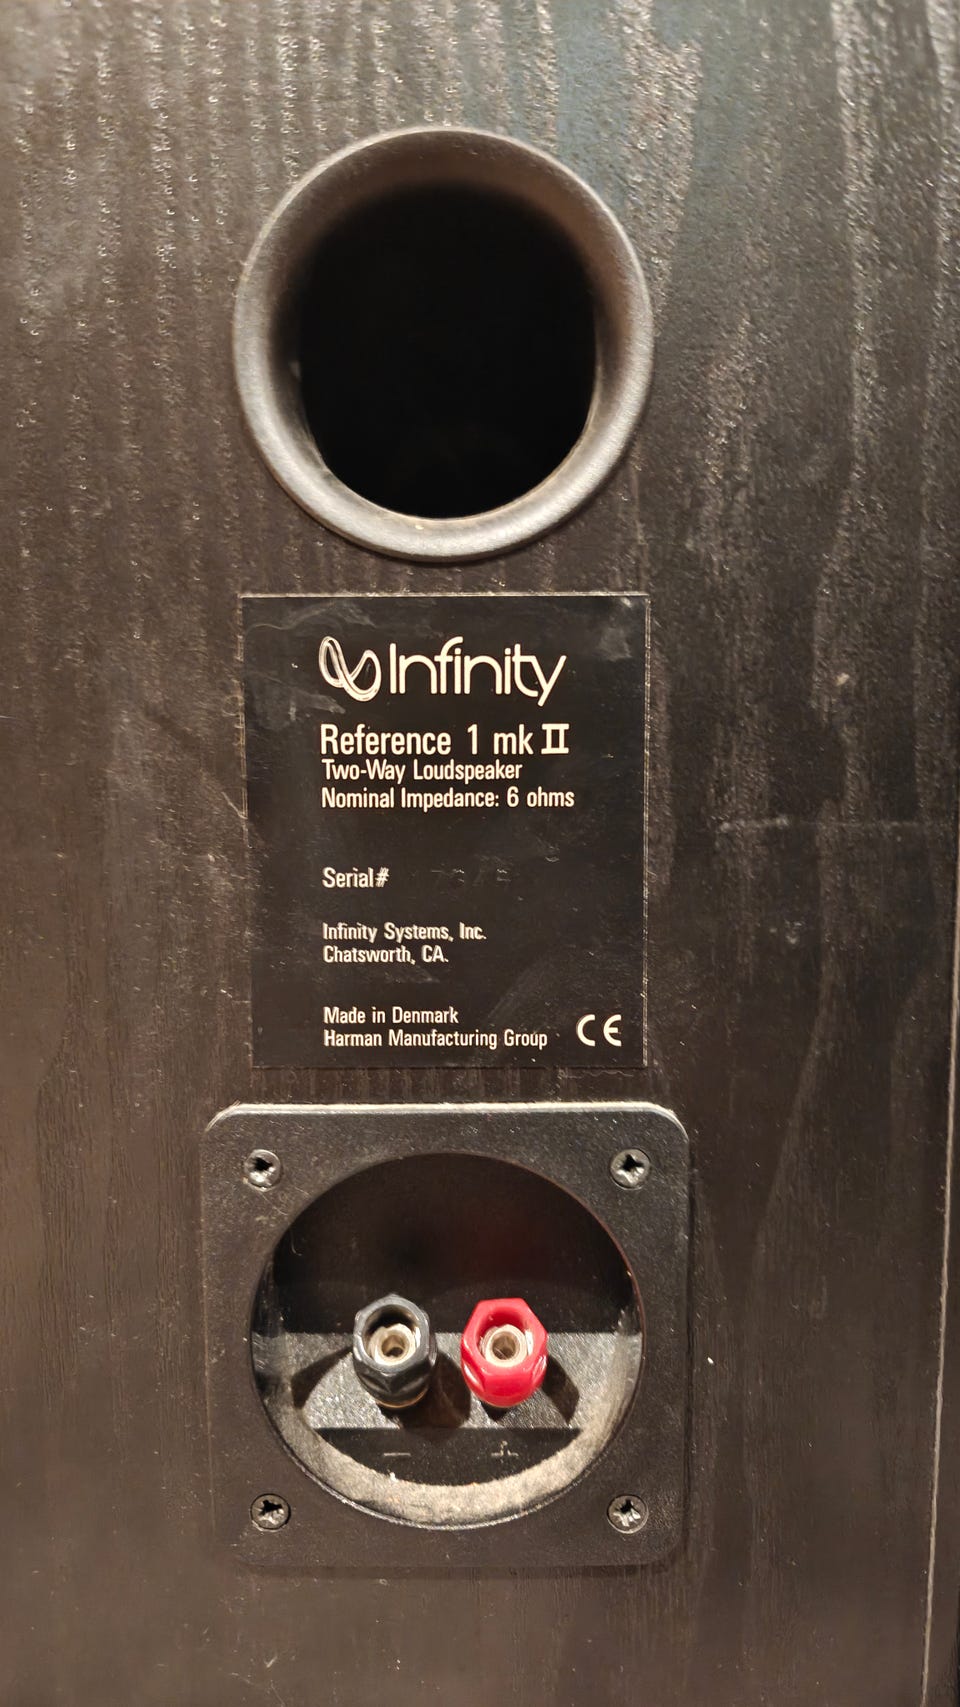 Infinity
Reference 1 mk II
Two-Way Loudspeaker
Nominal Impedance: 6 ohms
Serial#
Infinity Systems, Inc.
Chatsworth, CA.
Made in Denmark
Harman Manufacturing Group
CE
− +